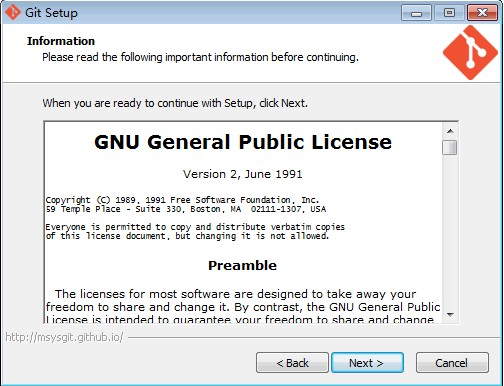 Git Setup
Information
Please read the following important information before continuing.
When you are ready to continue with Setup, click Next.
GNU General Public License
Version 2, June 1991
Copyright (C) 1989, 1991 Free Software Foundation, Inc.
59 Temple Place - Suite 330, Boston, MA  02111-1307, USA
Everyone is permitted to copy and distribute verbatim copies
of this license document, but changing it is not allowed.
Preamble
The licenses for most software are designed to take away your
freedom to share and change it. By contrast, the GNU General Public
License is intended to guarantee your freedom to share and change
http://msysgit.github.io/
< Back
Next >
Cancel